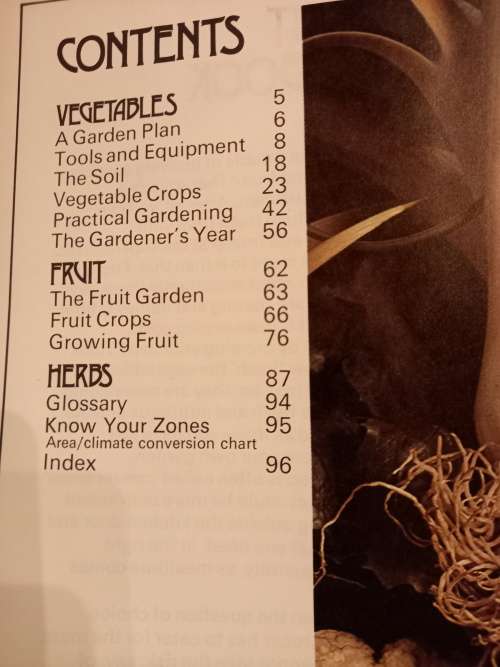 CONTENTS
VEGETABLES 5
A Garden Plan 6
Tools and Equipment 8
The Soil 18
Vegetable Crops 23
Practical Gardening 42
The Gardener's Year 56
FRUIT 62
The Fruit Garden 63
Fruit Crops 66
Growing Fruit 76
HERBS 87
Glossary 94
Know Your Zones 95
Area/climate conversion chart
Index 96